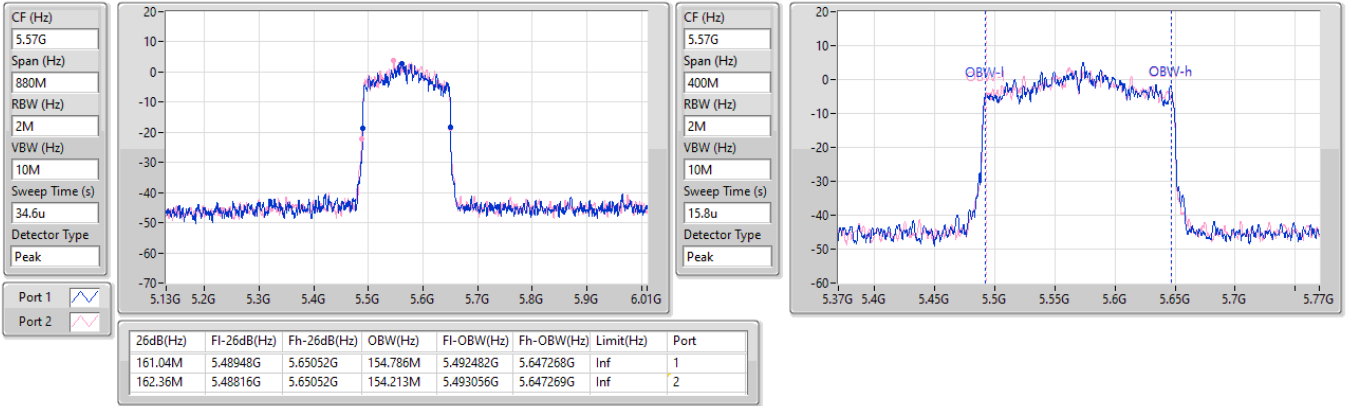 CF (Hz)
5.57G
Span (Hz)
880M
RBW (Hz)
2M
VBW (Hz)
10M
Sweep Time (s)
34.6u
Detector Type
Peak
Port 1
Port 2
20
10
0
-10
-20
-30
-40
-50
-60
-70
5.13G 5.2G 5.3G 5.4G 5.5G 5.6G 5.7G 5.8G 5.9G 6.01G
CF (Hz)
5.57G
Span (Hz)
400M
RBW (Hz)
2M
VBW (Hz)
10M
Sweep Time (s)
15.8u
Detector Type
Peak
20
10
0
-10
-20
-30
-40
-50
-60
OBW-l OBW-h
5.37G 5.4G 5.45G 5.5G 5.55G 5.6G 5.65G 5.7G 5.77G
26dB(Hz) Fl-26dB(Hz) Fh-26dB(Hz) OBW(Hz) Fl-OBW(Hz) Fh-OBW(Hz) Limit(Hz) Port
161.04M 5.48948G 5.65052G 154.786M 5.492482G 5.647268G Inf 1
162.36M 5.48816G 5.65052G 154.213M 5.493056G 5.647269G Inf 2